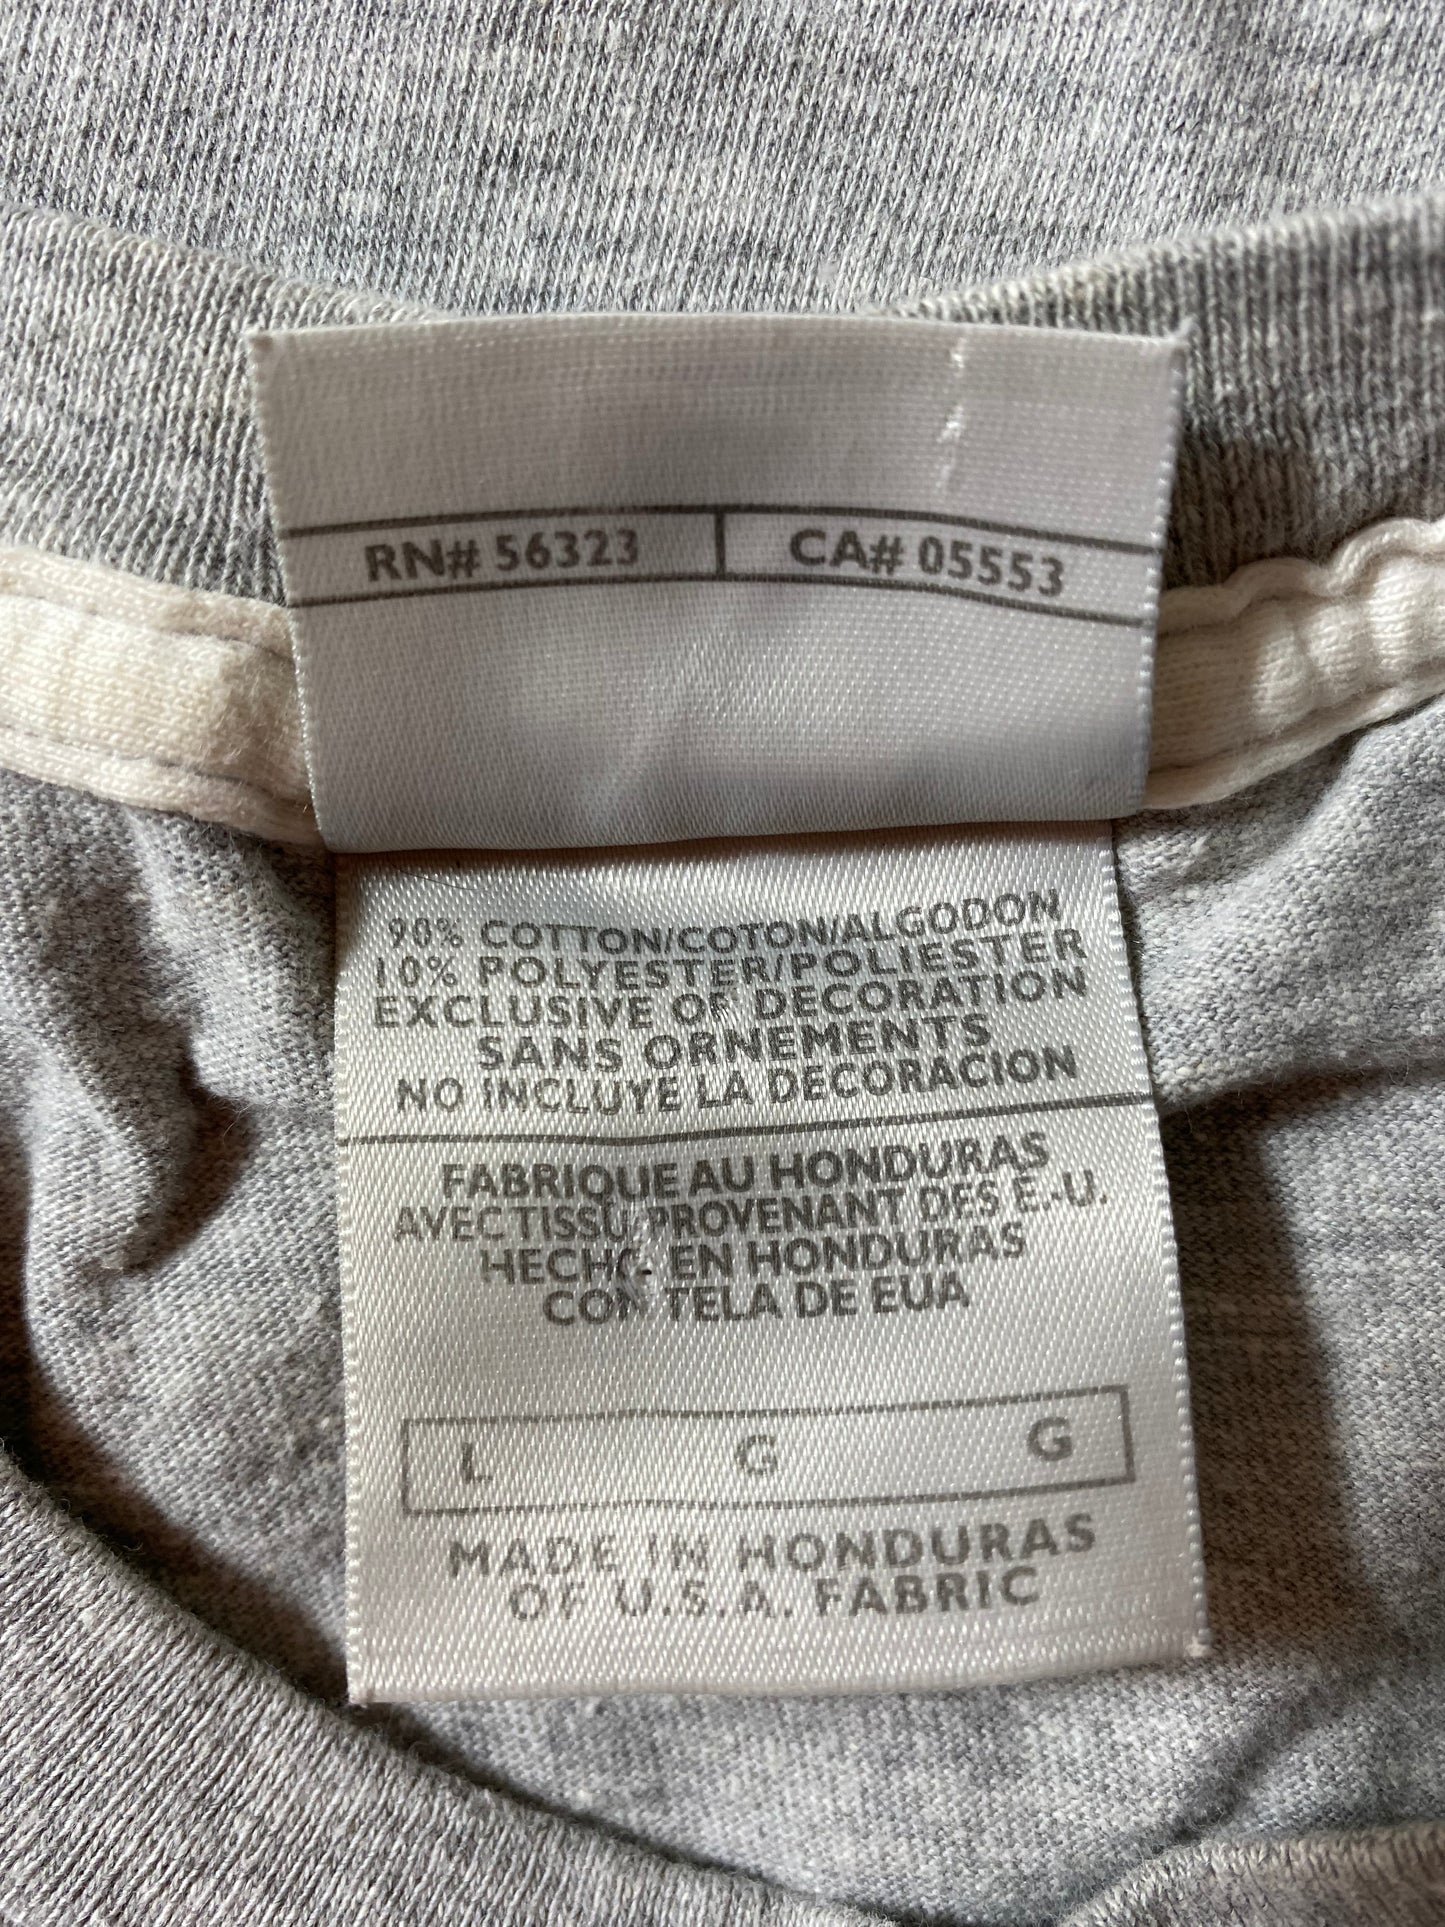 RN# 56323 CA# 05553
90% COTTON/COTON/ALGODON
10% POLYESTER/POLIESTER
EXCLUSIVE OF DECORATION
SANS ORNEMENTS
NO INCLUYE LA DECORACION
FABRIQUE AU HONDURAS
AVEC TISSU PROVENANT DES E.-U.
HECHO EN HONDURAS
CON TELA DE EUA
L G G
MADE IN HONDURAS
OF U.S.A. FABRIC